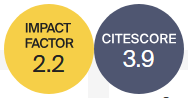 IMPACT
FACTOR
2.2
CITESCORE
3.9